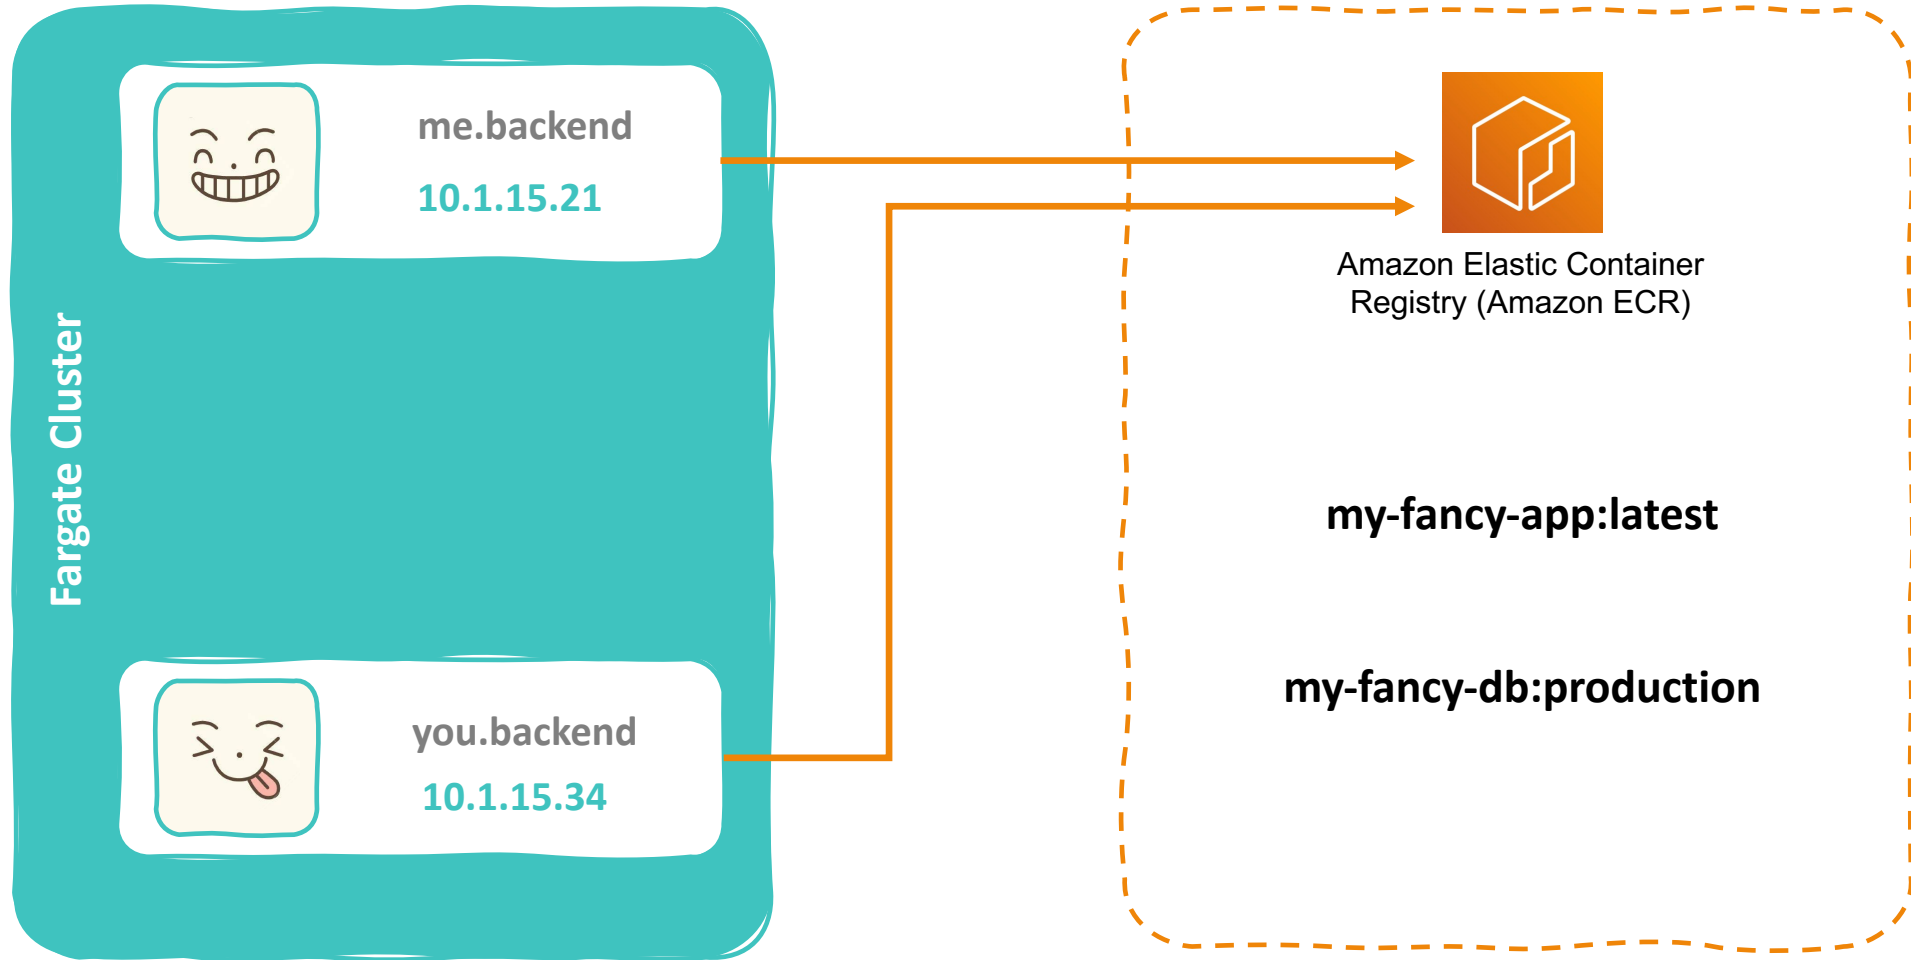 Fargate Cluster
me.backend
10.1.15.21
you.backend
10.1.15.34
Amazon Elastic Container
Registry (Amazon ECR)
my-fancy-app:latest
my-fancy-db:production